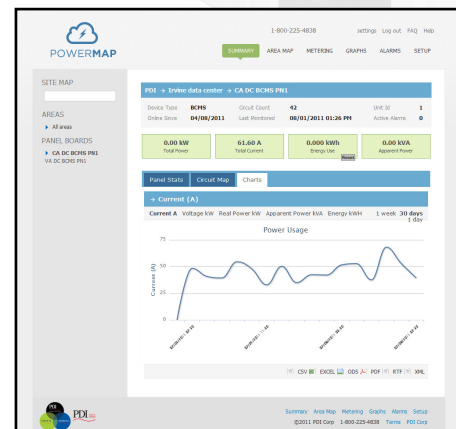 1-800-225-4838 settings Log out FAQ Help
POWERMAP
SUMMARY AREA MAP METERING GRAPHS ALARMS SETUP
SITE MAP
AREAS
All areas
PANEL BOARDS
CA DC BCMS PN1
VA DC BCMS PN1
PDI → Irvine data center → CA DC BCMS PN1
Device Type BCMS Circuit Count 42 Unit Id 1
Online Since 04/08/2011 Last Monitored 08/01/2011 01:26 PM Active Alarms 0
0.00 kW 61.60 A 0.000 kWh 0.00 kVA
Total Power Total Current Energy Use Apparent Power
Reset
Panel Stats Circuit Map Charts
→ Current (A)
Current A Voltage kW Real Power kW Apparent Power kVA Energy kWH 1 week 30 days
1 day
Power Usage
Current (A)
75
50
25
0
CSV EXCEL ODS PDF RTF XML
PDI
PDI
Summary Area Map Metering Graphs Alarms Setup
©2011 PDI Corp 1-800-225-4838 Terms PDI Corp